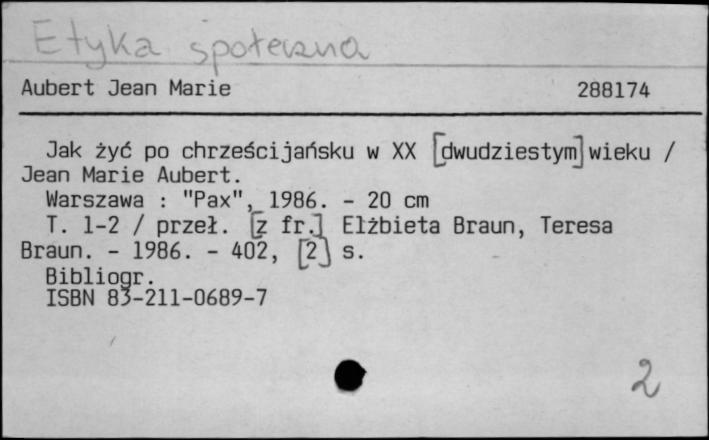 Etyka społeczna
Aubert Jean Marie 288174
Jak żyć po chrześcijańsku w XX [dwudziestym] wieku /
Jean Marie Aubert.
Warszawa : "Pax", 1986. - 20 cm
T. 1-2 / przeł. [z fr.] Elżbieta Braun, Teresa
Braun. - 1986. - 402, [2] s.
Bibliogr.
ISBN 83-211-0689-7
2